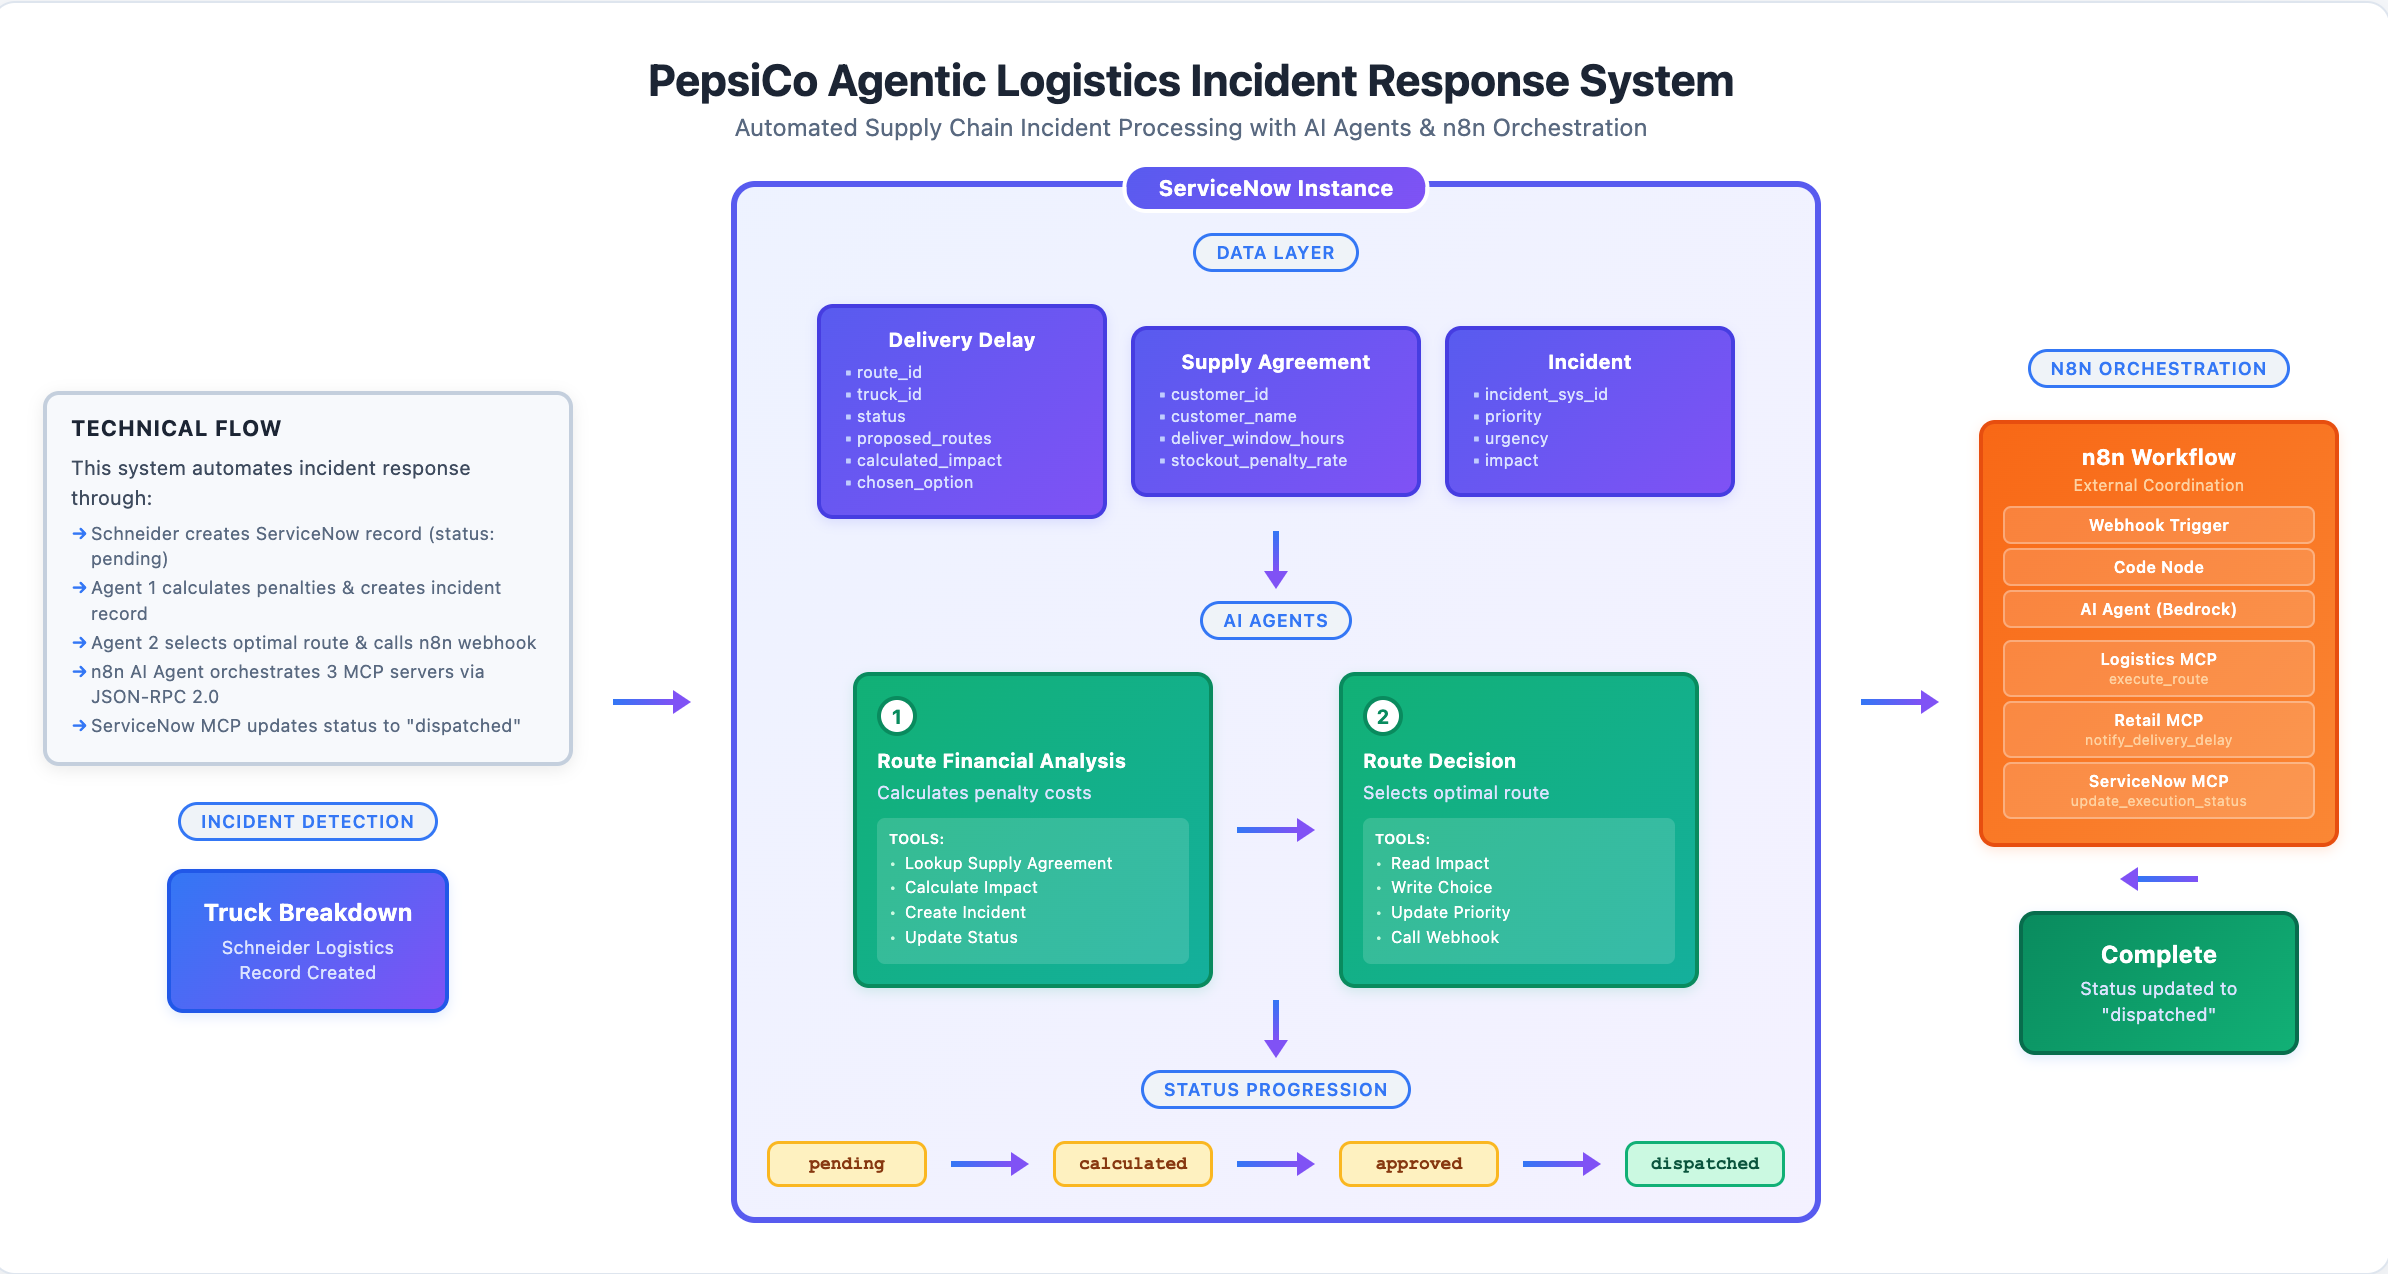 PepsiCo Agentic Logistics Incident Response System
Automated Supply Chain Incident Processing with AI Agents & n8n Orchestration
TECHNICAL FLOW
This system automates incident response
through:
➔ Schneider creates ServiceNow record (status:
pending)
➔ Agent 1 calculates penalties & creates incident
record
➔ Agent 2 selects optimal route & calls n8n webhook
➔ n8n AI Agent orchestrates 3 MCP servers via
JSON-RPC 2.0
➔ ServiceNow MCP updates status to "dispatched"
INCIDENT DETECTION
Truck Breakdown
Schneider Logistics
Record Created
ServiceNow Instance
DATA LAYER
Delivery Delay
▪ route_id
▪ truck_id
▪ status
▪ proposed_routes
▪ calculated_impact
▪ chosen_option
Supply Agreement
▪ customer_id
▪ customer_name
▪ deliver_window_hours
▪ stockout_penalty_rate
Incident
▪ incident_sys_id
▪ priority
▪ urgency
▪ impact
AI AGENTS
1
Route Financial Analysis
Calculates penalty costs
TOOLS:
• Lookup Supply Agreement
• Calculate Impact
• Create Incident
• Update Status
2
Route Decision
Selects optimal route
TOOLS:
• Read Impact
• Write Choice
• Update Priority
• Call Webhook
STATUS PROGRESSION
pending
calculated
approved
dispatched
N8N ORCHESTRATION
n8n Workflow
External Coordination
Webhook Trigger
Code Node
AI Agent (Bedrock)
Logistics MCP
execute_route
Retail MCP
notify_delivery_delay
ServiceNow MCP
update_execution_status
Complete
Status updated to
"dispatched"